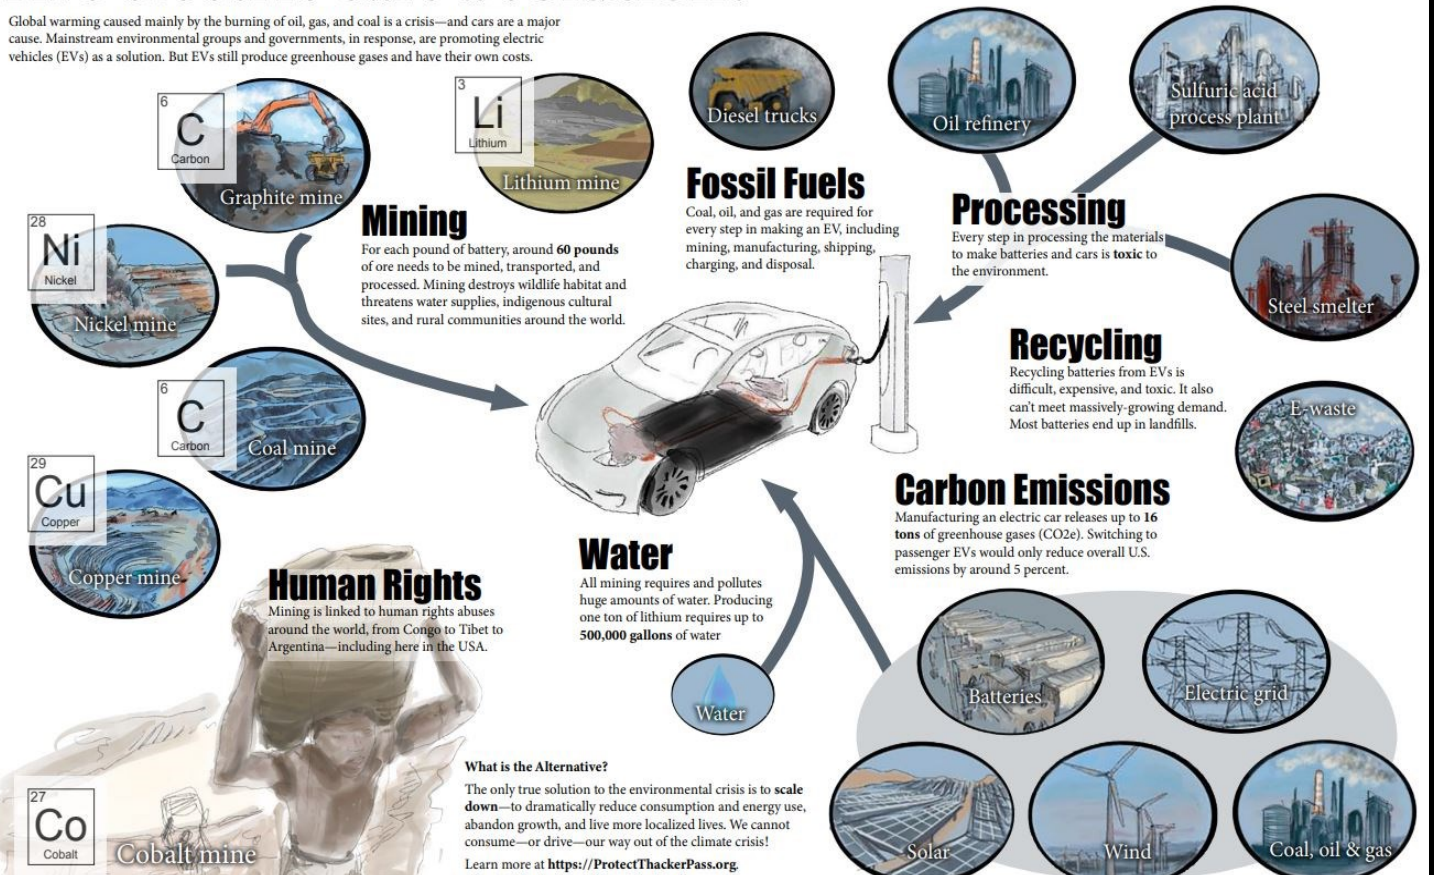 Global warming caused mainly by the burning of oil, gas, and coal is a crisis—and cars are a major
cause. Mainstream environmental groups and governments, in response, are promoting electric
vehicles (EVs) as a solution. But EVs still produce greenhouse gases and have their own costs.
6
C
Carbon
Graphite mine
3
Li
Lithium
Lithium mine
Diesel trucks
Oil refinery
Sulfuric acid
process plant
28
Ni
Nickel
Nickel mine
Mining
For each pound of battery, around 60 pounds
of ore needs to be mined, transported, and
processed. Mining destroys wildlife habitat and
threatens water supplies, indigenous cultural
sites, and rural communities around the world.
Fossil Fuels
Coal, oil, and gas are required for
every step in making an EV, including
mining, manufacturing, shipping,
charging, and disposal.
Processing
Every step in processing the materials
to make batteries and cars is toxic to
the environment.
Steel smelter
6
C
Carbon
Coal mine
Recycling
Recycling batteries from EVs is
difficult, expensive, and toxic. It also
can't meet massively-growing demand.
Most batteries end up in landfills.
E-waste
29
Cu
Copper
Copper mine
Carbon Emissions
Manufacturing an electric car releases up to 16
tons of greenhouse gases (CO2e). Switching to
passenger EVs would only reduce overall U.S.
emissions by around 5 percent.
Human Rights
Mining is linked to human rights abuses
around the world, from Congo to Tibet to
Argentina—including here in the USA.
Water
All mining requires and pollutes
huge amounts of water. Producing
one ton of lithium requires up to
500,000 gallons of water
Water
Batteries
Electric grid
Solar
Wind
Coal, oil & gas
27
Co
Cobalt
Cobalt mine
What is the Alternative?
The only true solution to the environmental crisis is to scale
down—to dramatically reduce consumption and energy use,
abandon growth, and live more localized lives. We cannot
consume—or drive—our way out of the climate crisis!
Learn more at https://ProtectThackerPass.org.